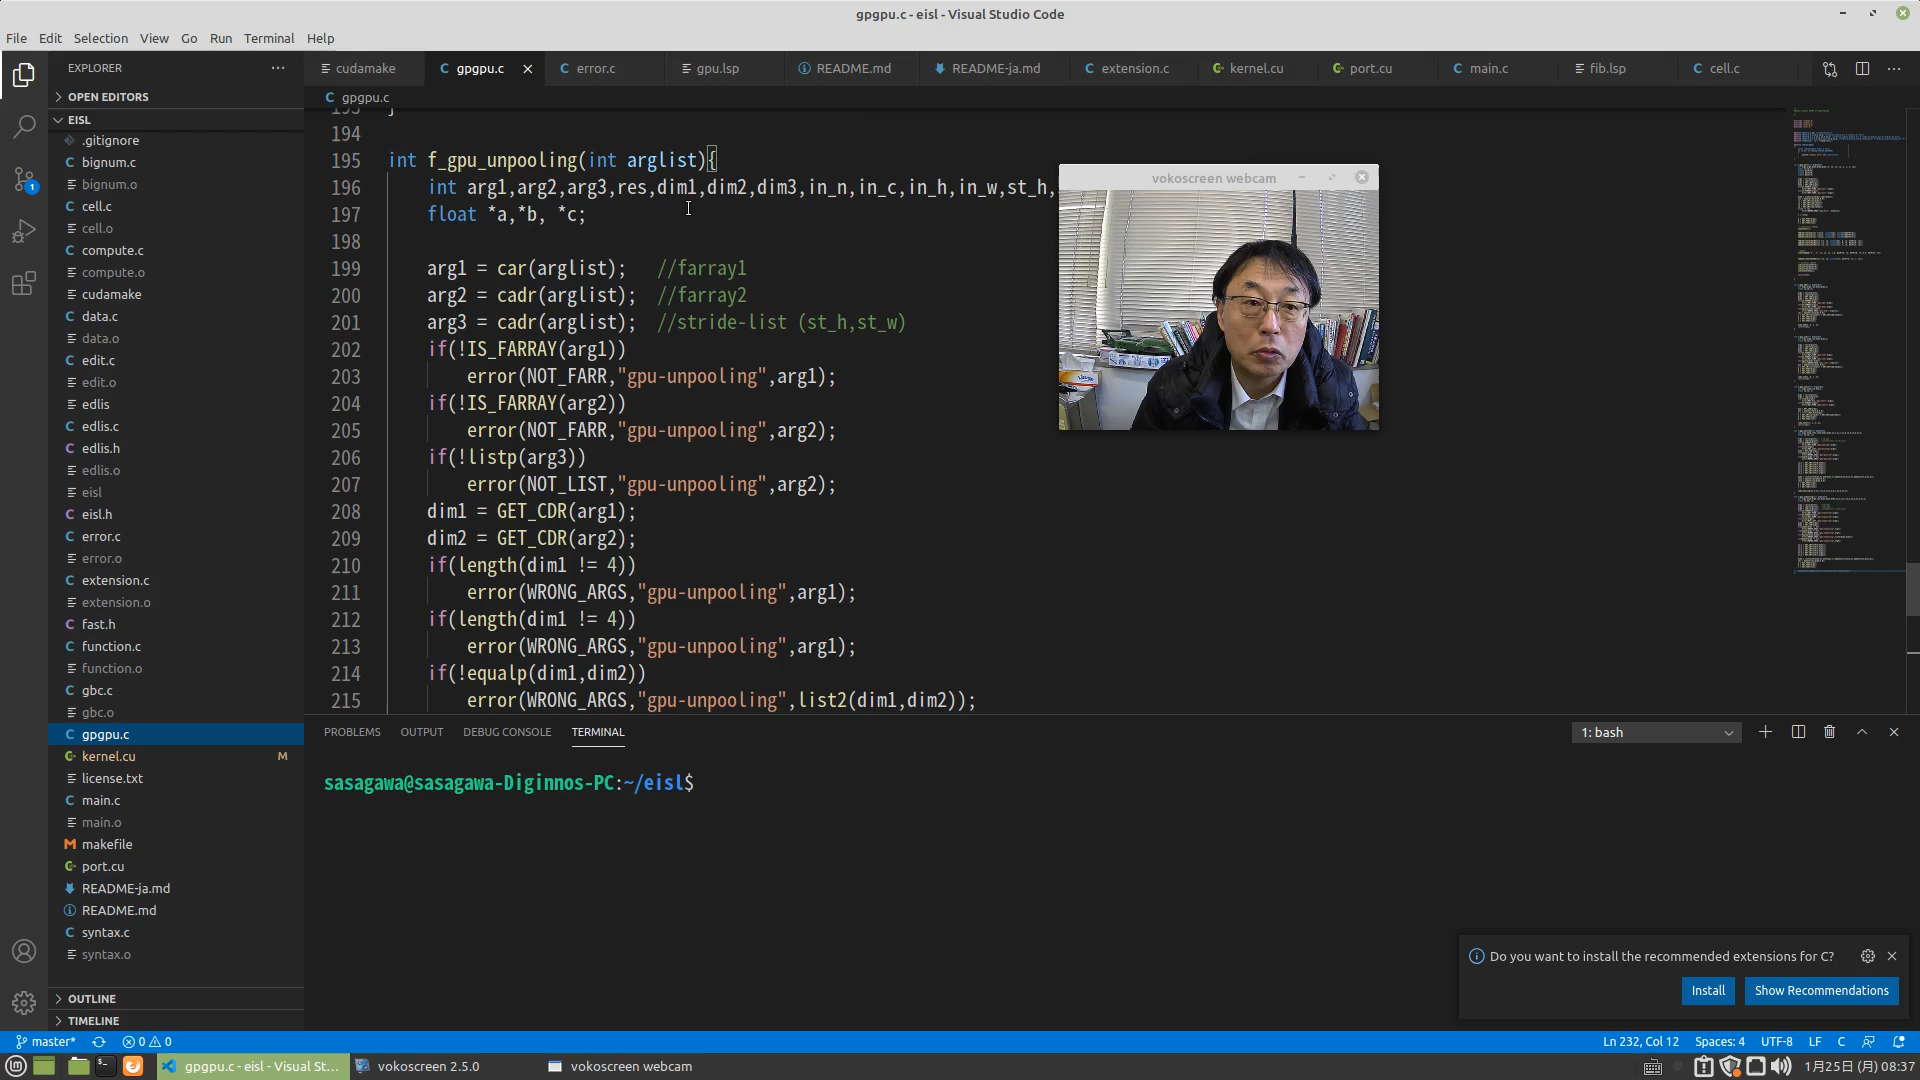 gpgpu.c - eisl - Visual Studio Code
File Edit Selection View Go Run Terminal Help
EXPLORER
cudamake
gpgpu.c
error.c
gpu.lsp
README.md
README-ja.md
extension.c
kernel.cu
port.cu
main.c
fib.lsp
cell.c
OPEN EDITORS
EISL
.gitignore
bignum.c
bignum.o
cell.c
cell.o
compute.c
compute.o
cudamake
data.c
data.o
edit.c
edit.o
edlis
edlis.c
edlis.h
edlis.o
eisl
eisl.h
error.c
error.o
extension.c
extension.o
fast.h
function.c
function.o
gbc.c
gbc.o
gpgpu.c
kernel.cu M
license.txt
main.c
main.o
makefile
port.cu
README-ja.md
README.md
syntax.c
syntax.o
OUTLINE
TIMELINE
gpgpu.c
193 }
194
195 int f_gpu_unpooling(int arglist){
196 int arg1,arg2,arg3,res,dim1,dim2,dim3,in_n,in_c,in_h,in_w,st_h,
197 float *a,*b, *c;
198
199 arg1 = car(arglist); //farray1
200 arg2 = cadr(arglist); //farray2
201 arg3 = cadr(arglist); //stride-list (st_h,st_w)
202 if(!IS_FARRAY(arg1))
203 error(NOT_FARR,"gpu-unpooling",arg1);
204 if(!IS_FARRAY(arg2))
205 error(NOT_FARR,"gpu-unpooling",arg2);
206 if(!listp(arg3))
207 error(NOT_LIST,"gpu-unpooling",arg2);
208 dim1 = GET_CDR(arg1);
209 dim2 = GET_CDR(arg2);
210 if(length(dim1 != 4))
211 error(WRONG_ARGS,"gpu-unpooling",arg1);
212 if(length(dim1 != 4))
213 error(WRONG_ARGS,"gpu-unpooling",arg1);
214 if(!equalp(dim1,dim2))
215 error(WRONG_ARGS,"gpu-unpooling",list2(dim1,dim2));
vokoscreen webcam
PROBLEMS OUTPUT DEBUG CONSOLE TERMINAL
1: bash
sasagawa@sasagawa-Diginnos-PC:~/eisl$
Do you want to install the recommended extensions for C?
Install
Show Recommendations
1
master* 0 0
Ln 232, Col 12 Spaces: 4 UTF-8 LF C
gpgpu.c - eisl - Visual St...
vokoscreen 2.5.0
vokoscreen webcam
1月25日 (月) 08:37